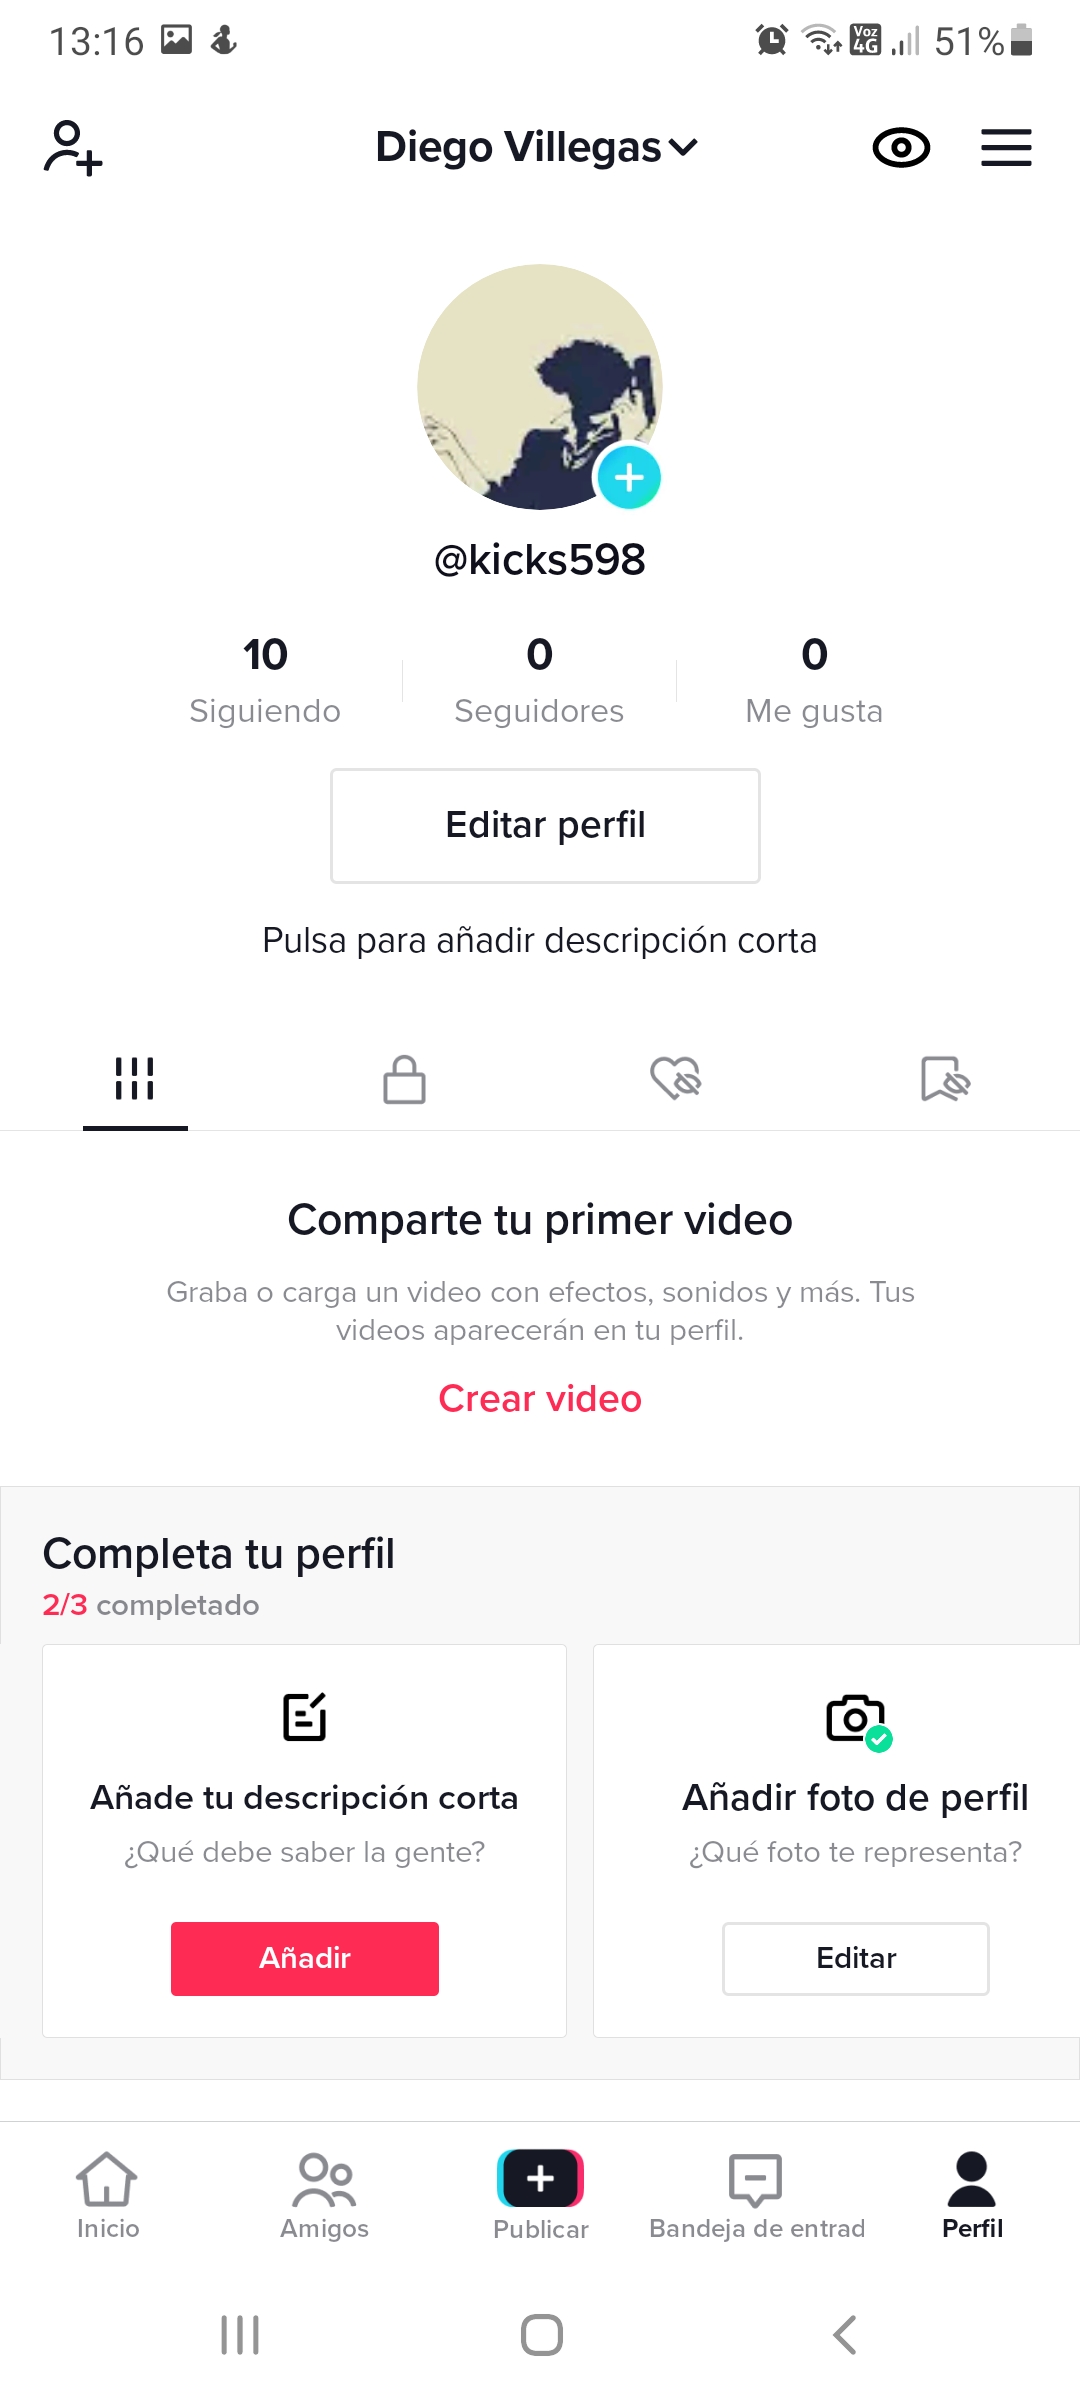 13:16
Voz 4G 51%
Diego Villegas
@kicks598
10 0 0
Siguiendo Seguidores Me gusta
Editar perfil
Pulsa para añadir descripción corta
Comparte tu primer video
Graba o carga un video con efectos, sonidos y más. Tus
videos aparecerán en tu perfil.
Crear video
Completa tu perfil
2/3 completado
Añade tu descripción corta
¿Qué debe saber la gente?
Añadir
Añadir foto de perfil
¿Qué foto te representa?
Editar
Inicio Amigos Publicar Bandeja de entrad Perfil